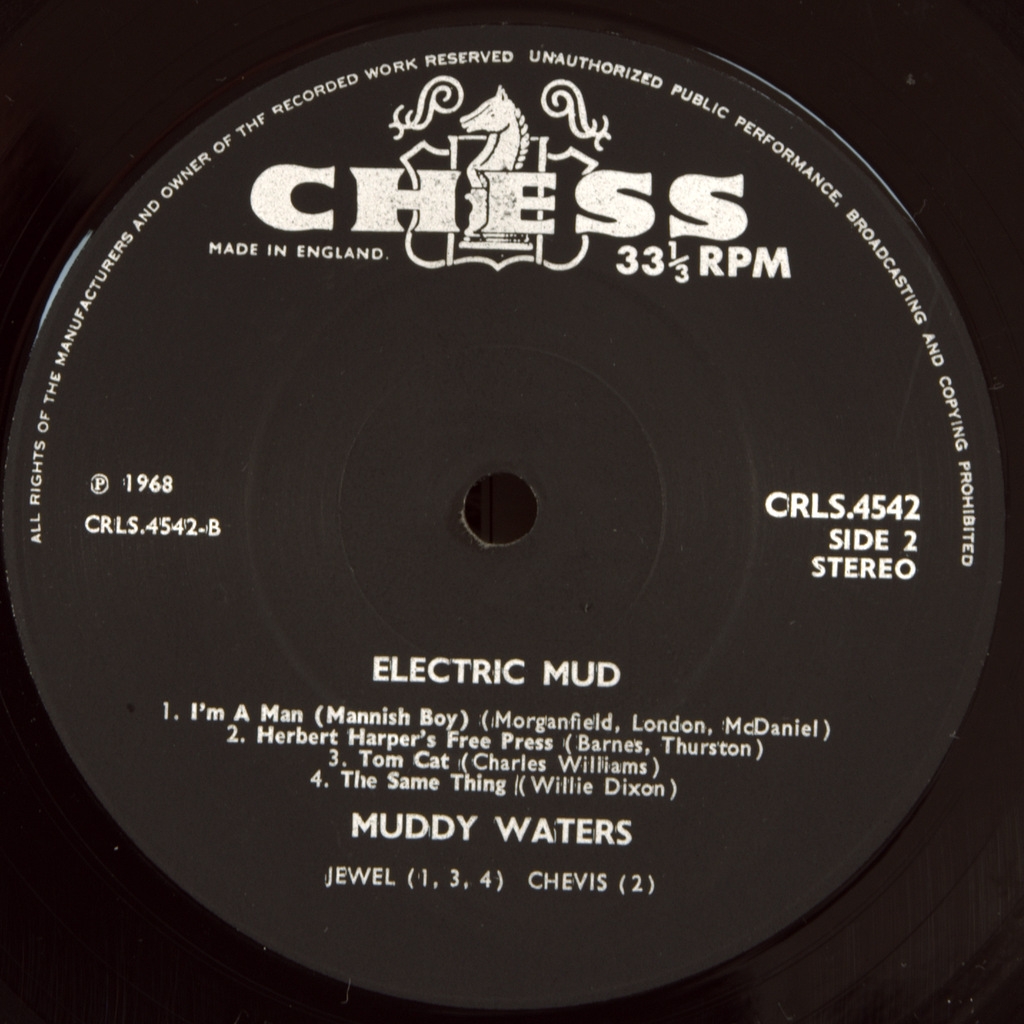 ALL RIGHTS OF THE MANUFACTURERS AND OWNER OF THE RECORDED WORK RESERVED UNAUTHORIZED PUBLIC PERFORMANCE, BROADCASTING AND COPYING PROHIBITED
CHESS
MADE IN ENGLAND.
33⅓ RPM
℗ 1968
CRLS.4542-B
CRLS.4542
SIDE 2
STEREO
ELECTRIC MUD
1. I'm A Man (Mannish Boy) (Morganfield, London, McDaniel)
2. Herbert Harper's Free Press (Barnes, Thurston)
3. Tom Cat (Charles Williams)
4. The Same Thing (Willie Dixon)
MUDDY WATERS
JEWEL (1, 3, 4) CHEVIS (2)